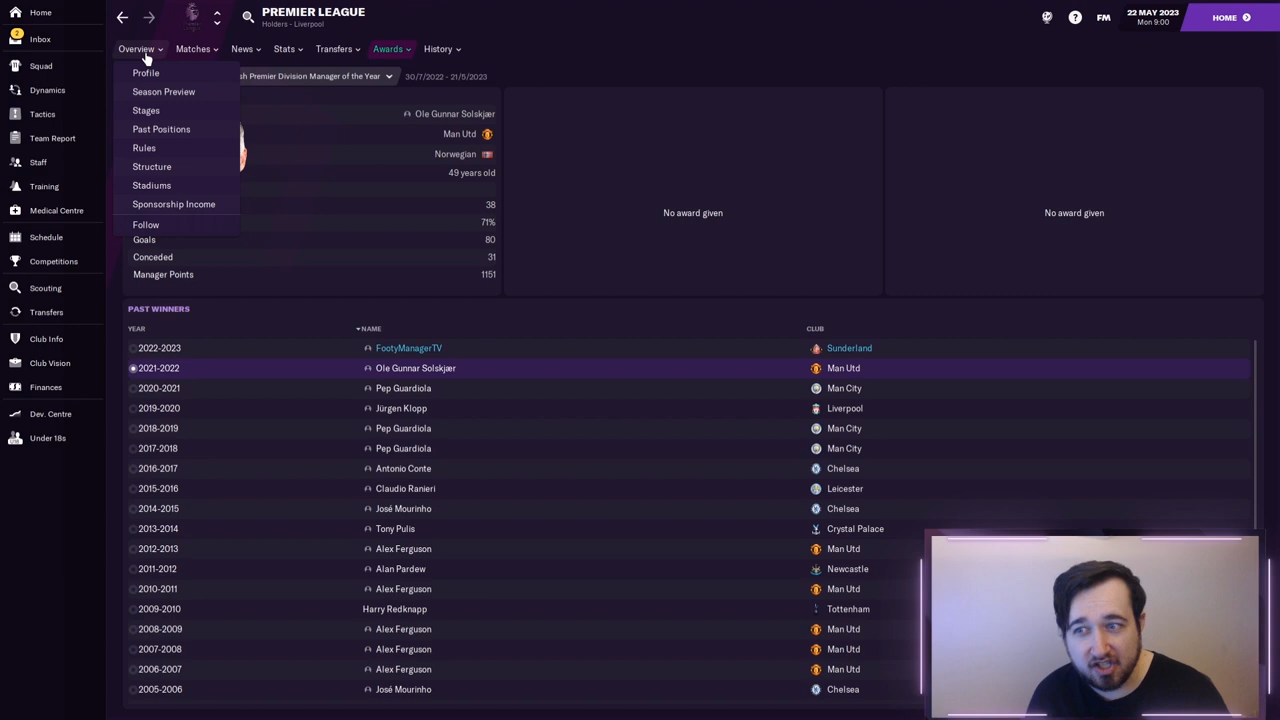 Home
2
Inbox
Squad
Dynamics
Tactics
Team Report
Staff
Training
Medical Centre
Schedule
Competitions
Scouting
Transfers
Club Info
Club Vision
Finances
Dev. Centre
Under 18s
PREMIER LEAGUE
Holders - Liverpool
? FM
22 MAY 2023
Mon 9:00
HOME
Overview Matches News Stats Transfers Awards History
Profile
Season Preview
Stages
Past Positions
Rules
Structure
Stadiums
Sponsorship Income
Follow
sh Premier Division Manager of the Year 30/7/2022 - 21/5/2023
Ole Gunnar Solskjær
Man Utd
Norwegian
49 years old
38
71%
Goals 80
Conceded 31
Manager Points 1151
No award given
No award given
PAST WINNERS
YEAR NAME CLUB
2022-2023 FootyManagerTV Sunderland
2021-2022 Ole Gunnar Solskjær Man Utd
2020-2021 Pep Guardiola Man City
2019-2020 Jürgen Klopp Liverpool
2018-2019 Pep Guardiola Man City
2017-2018 Pep Guardiola Man City
2016-2017 Antonio Conte Chelsea
2015-2016 Claudio Ranieri Leicester
2014-2015 José Mourinho Chelsea
2013-2014 Tony Pulis Crystal Palace
2012-2013 Alex Ferguson Man Utd
2011-2012 Alan Pardew Newcastle
2010-2011 Alex Ferguson Man Utd
2009-2010 Harry Redknapp Tottenham
2008-2009 Alex Ferguson Man Utd
2007-2008 Alex Ferguson Man Utd
2006-2007 Alex Ferguson Man Utd
2005-2006 José Mourinho Chelsea